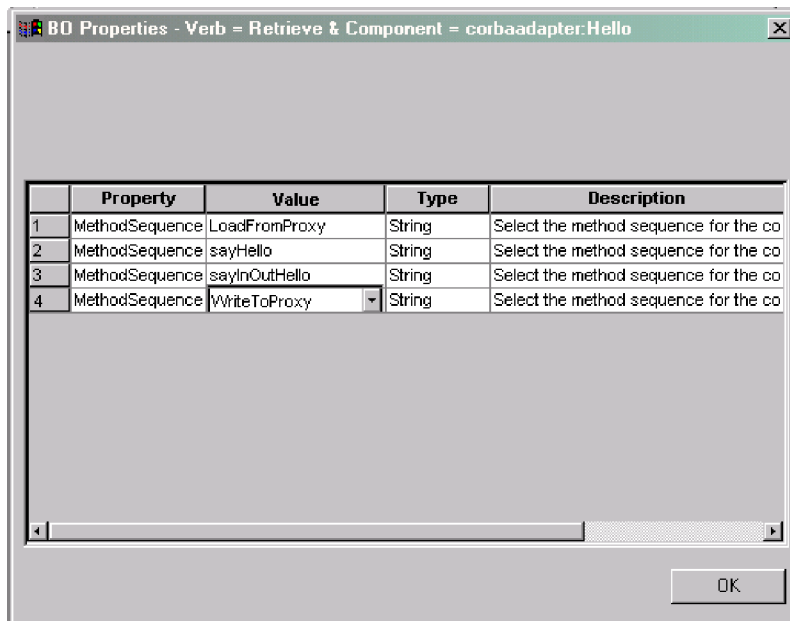 BO Properties - Verb = Retrieve & Component = corbaadapter:Hello
Property Value Type Description
1 MethodSequence LoadFromProxy String Select the method sequence for the co
2 MethodSequence sayHello String Select the method sequence for the co
3 MethodSequence sayInOutHello String Select the method sequence for the co
4 MethodSequence WriteToProxy String Select the method sequence for the co
OK